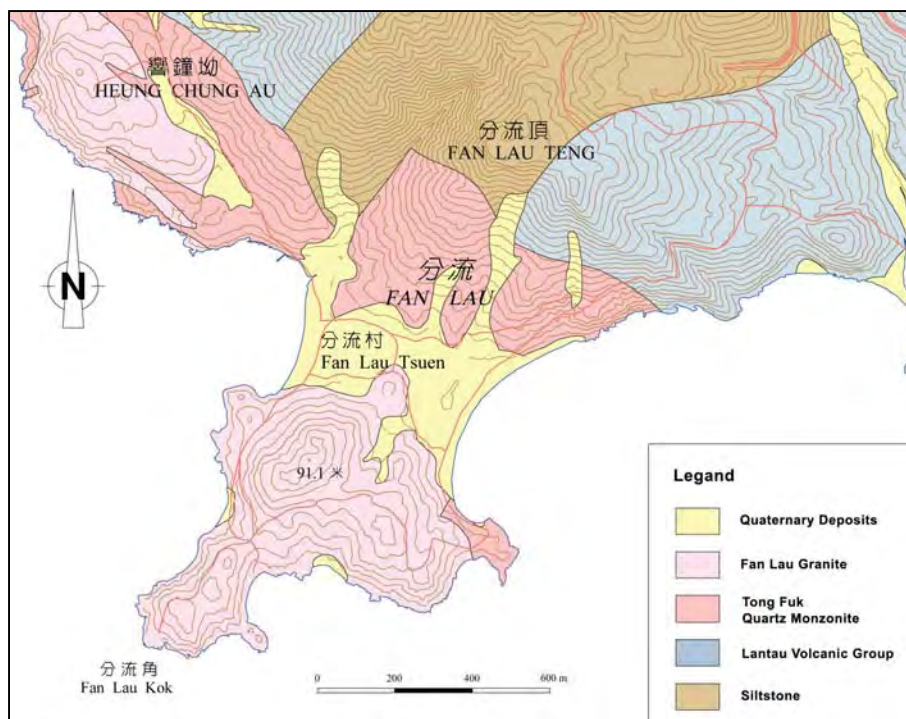 響鐘坳
HEUNG CHUNG AU
分流頂
FAN LAU TENG
分流
FAN LAU
N
分流村
Fan Lau Tsuen
91.1 米
分流角
Fan Lau Kok
0 200 400 600 m
Legand
Quaternary Deposits
Fan Lau Granite
Tong Fuk
Quartz Monzonite
Lantau Volcanic Group
Siltstone